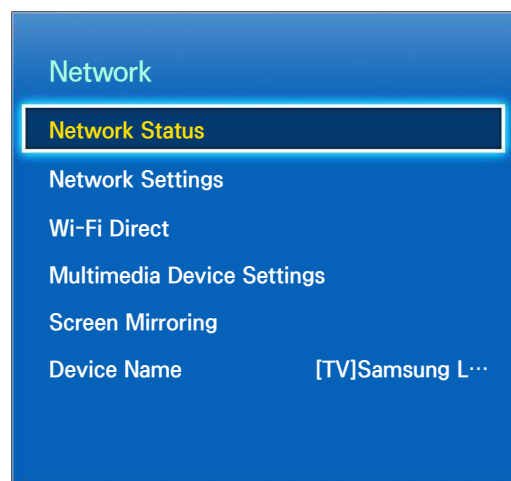 Network
Network Status
Network Settings
Wi-Fi Direct
Multimedia Device Settings
Screen Mirroring
Device Name [TV]Samsung L···